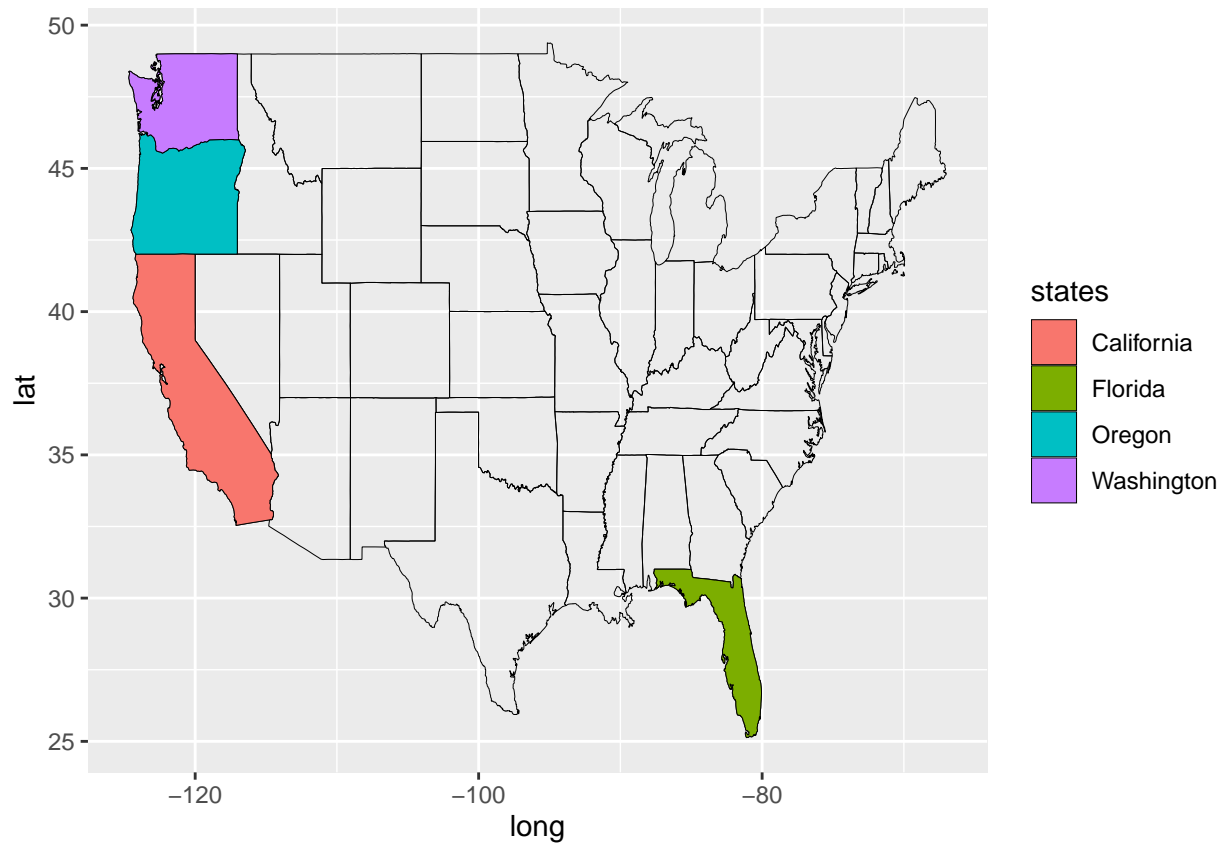 50
45
40
35
30
25
lat
−120
−100
−80
long
states
California
Florida
Oregon
Washington